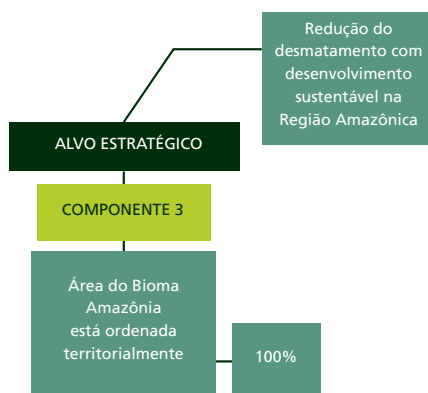 Redução do
desmatamento com
desenvolvimento
sustentável na
Região Amazônica
ALVO ESTRATÉGICO
COMPONENTE 3
Área do Bioma
Amazônia
está ordenada
territorialmente
100%